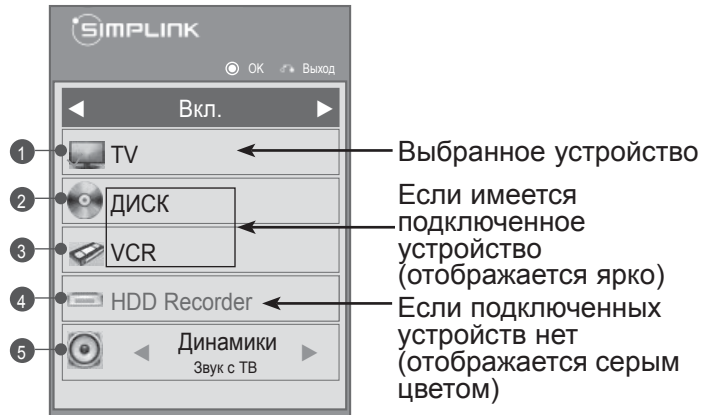 SIMPLINK
OK Выход
Вкл.
1 TV
Выбранное устройство
2 ДИСК
3 VCR
Если имеется
подключенное
устройство
(отображается ярко)
4 HDD Recorder
Если подключенных
устройств нет
(отображается серым
цветом)
5 Динамики
Звук с ТВ